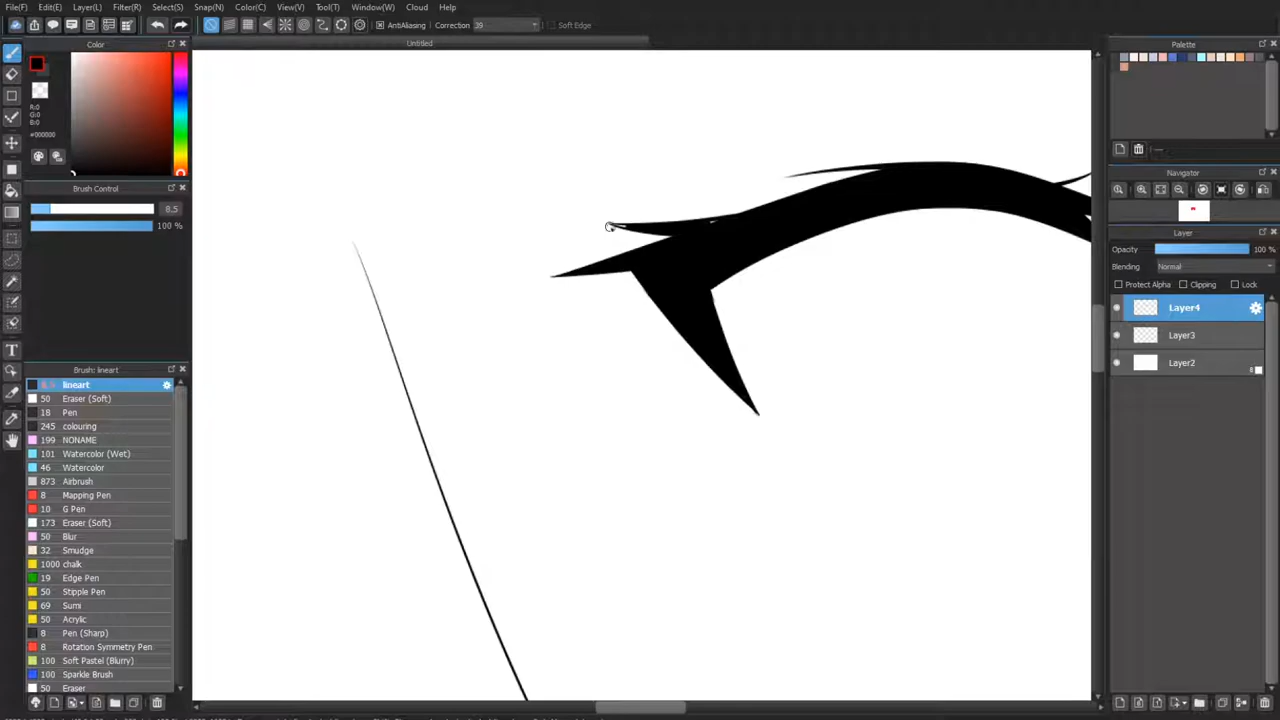 File(F) Edit(E) Layer(L) Filter(R) Select(S) Snap(N) Color(C) View(V) Tool(T) Window(W) Cloud Help
AntiAliasing Correction 39 Soft Edge
Untitled
Color
R:0
G:0
B:0
#000000
Brush Control
8.5
100 %
Brush: lineart
lineart
50 Eraser (Soft)
18 Pen
245 colouring
199 NONAME
101 Watercolor (Wet)
46 Watercolor
873 Airbrush
8 Mapping Pen
10 G Pen
173 Eraser (Soft)
50 Blur
32 Smudge
1000 chalk
19 Edge Pen
50 Stipple Pen
69 Sumi
50 Acrylic
8 Pen (Sharp)
8 Rotation Symmetry Pen
100 Soft Pastel (Blurry)
100 Sparkle Brush
50 Eraser
Palette
Navigator
Layer
Opacity 100 %
Blending Normal
Protect Alpha Clipping Lock
Layer4
Layer3
Layer2